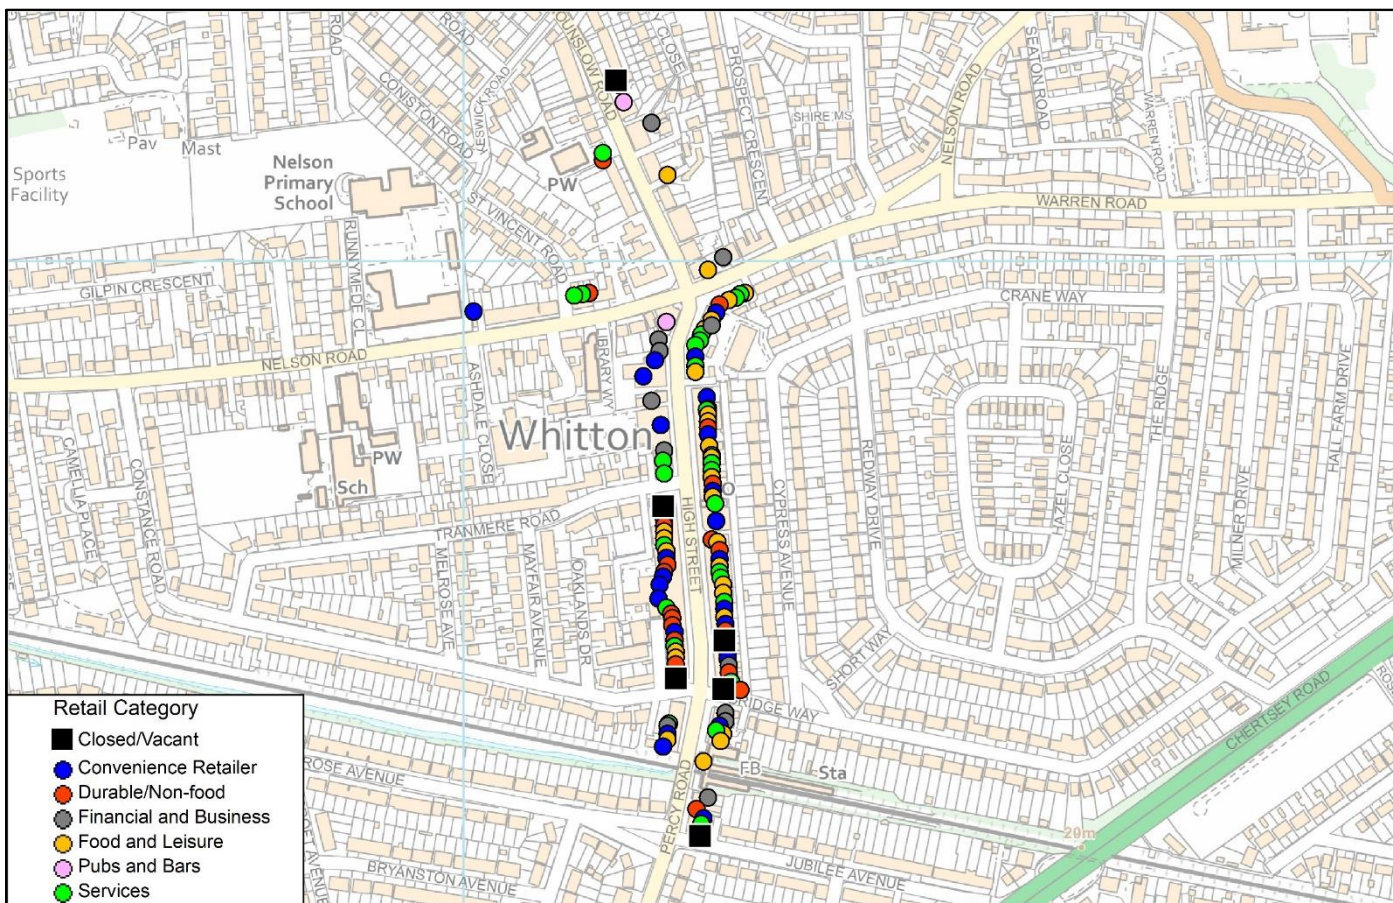 OUNSLOW ROAD
CLOSE
ROAD
ROAD
CONISTON ROAD
PROSPECT CRESCENT
SHIRE MS
NELSON ROAD
SEATON ROAD
WARREN ROAD
Pav
Mast
Sports
Facility
Nelson
Primary
School
PW
ST VINCENT ROAD
RUNNYMEDE CL
WARREN ROAD
GILPIN CRESCENT
CRANE WAY
NELSON ROAD
LIBRARY WY
ASHDALE CLOSE
Whitton
PW
Sch
CAMELIA PLACE
CONSTANCE ROAD
TRANMERE ROAD
MELROSE AVE
MAYFAIR AVENUE
OAKLANDS DR
HIGH STREET
CYPRESS AVENUE
REDWAY DRIVE
HAZEL CLOSE
THE RIDGE
MILNER DRIVE
HALL FARM DRIVE
SHORT WAY
RIDGE WAY
CHERTSEY ROAD
ROSE AVENUE
PERCY ROAD
FB
Sta
29m
JUBILEE AVENUE
BRYANSTON AVENUE
Retail Category
Closed/Vacant
Convenience Retailer
Durable/Non-food
Financial and Business
Food and Leisure
Pubs and Bars
Services